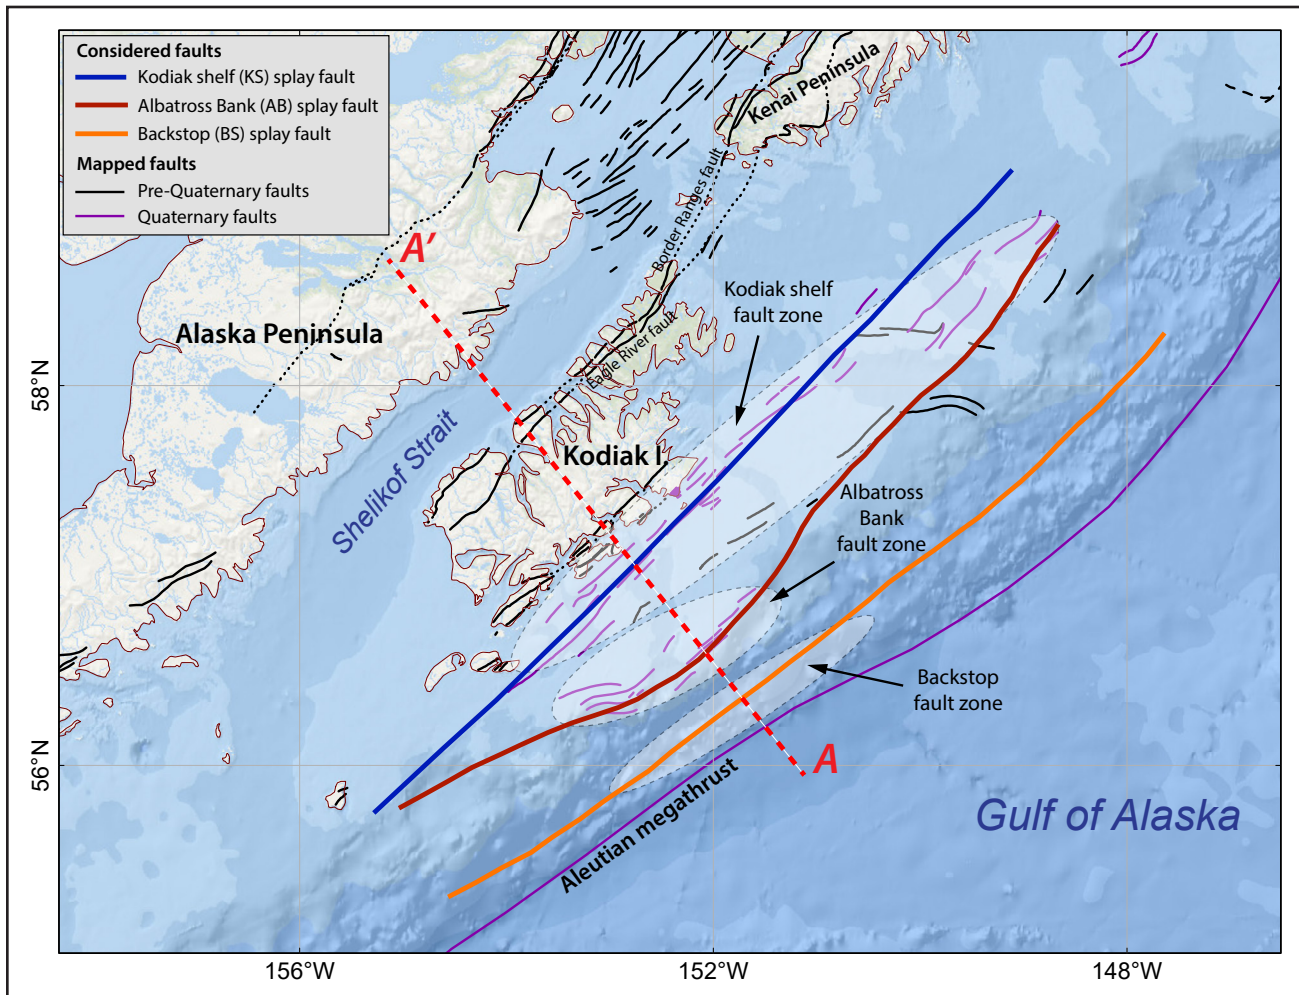 Considered faults
Kodiak shelf (KS) splay fault
Albatross Bank (AB) splay fault
Backstop (BS) splay fault
Mapped faults
Pre-Quaternary faults
Quaternary faults
Kenai Peninsula
Border Ranges fault
A'
Kodiak shelf
fault zone
Alaska Peninsula
Eagle River fault
58°N
Shelikof Strait
Kodiak I.
Albatross
Bank
fault zone
Backstop
fault zone
56°N
A
Aleutian megathrust
Gulf of Alaska
156°W
152°W
148°W